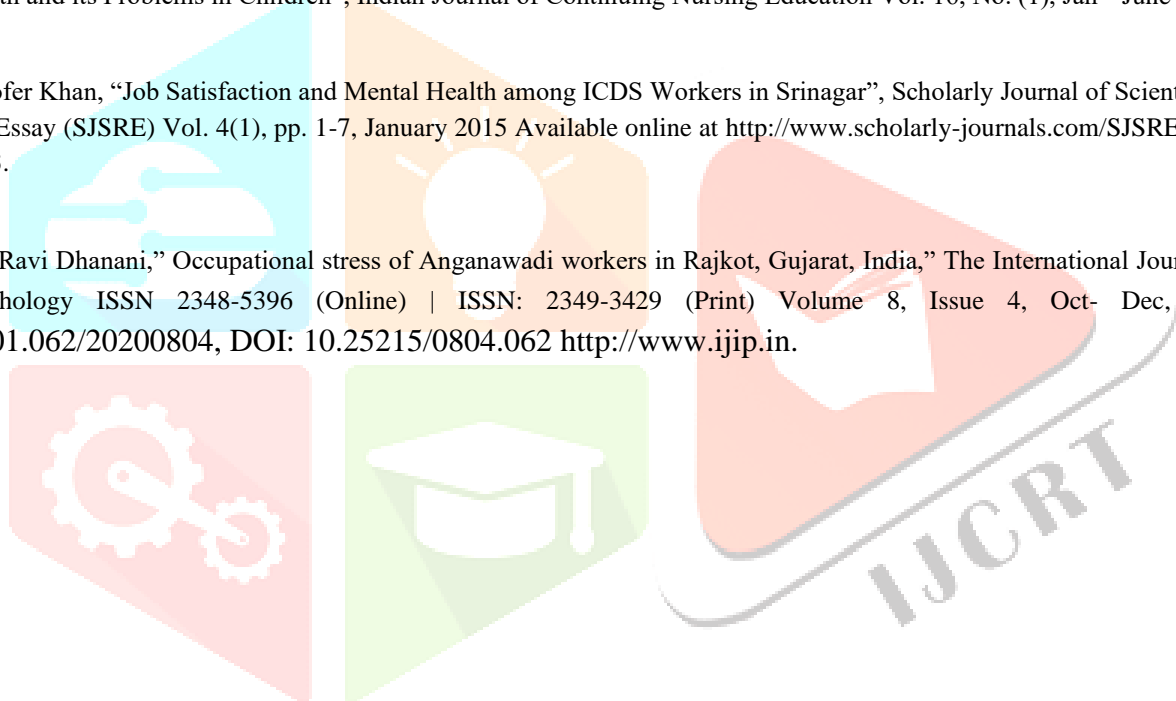 and its Problems in Children", Indian Journal of Continuing Nursing Education Vol. 16, No. (1), Jan - June
ofer Khan, “Job Satisfaction and Mental Health among ICDS Workers in Srinagar”, Scholarly Journal of Scient
Essay (SJSRE) Vol. 4(1), pp. 1-7, January 2015 Available online at http://www.scholarly-journals.com/SJSRE
Ravi Dhanani,” Occupational stress of Anganawadi workers in Rajkot, Gujarat, India,” The International Jour
hology ISSN 2348-5396 (Online) | ISSN: 2349-3429 (Print) Volume 8, Issue 4, Oct- Dec,
01.062/20200804, DOI: 10.25215/0804.062 http://www.ijip.in.
IJCRT